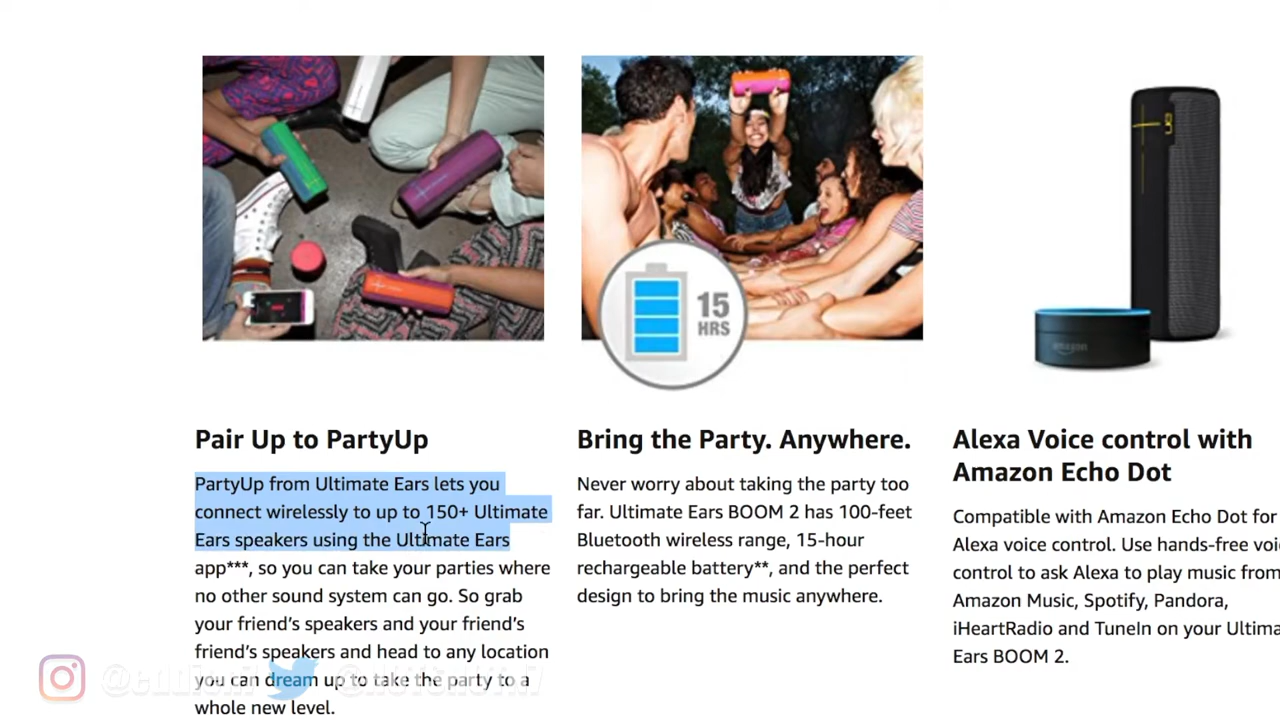 15
HRS
amazon
Pair Up to PartyUp
PartyUp from Ultimate Ears lets you
connect wirelessly to up to 150+ Ultimate
Ears speakers using the Ultimate Ears
app***, so you can take your parties where
no other sound system can go. So grab
your friend's speakers and your friend's
friend's speakers and head to any location
you can dream up to take the party to a
whole new level.
Bring the Party. Anywhere.
Never worry about taking the party too
far. Ultimate Ears BOOM 2 has 100-feet
Bluetooth wireless range, 15-hour
rechargeable battery**, and the perfect
design to bring the music anywhere.
Alexa Voice control with
Amazon Echo Dot
Compatible with Amazon Echo Dot for
Alexa voice control. Use hands-free voi
control to ask Alexa to play music from
Amazon Music, Spotify, Pandora,
iHeartRadio and TuneIn on your Ultima
Ears BOOM 2.